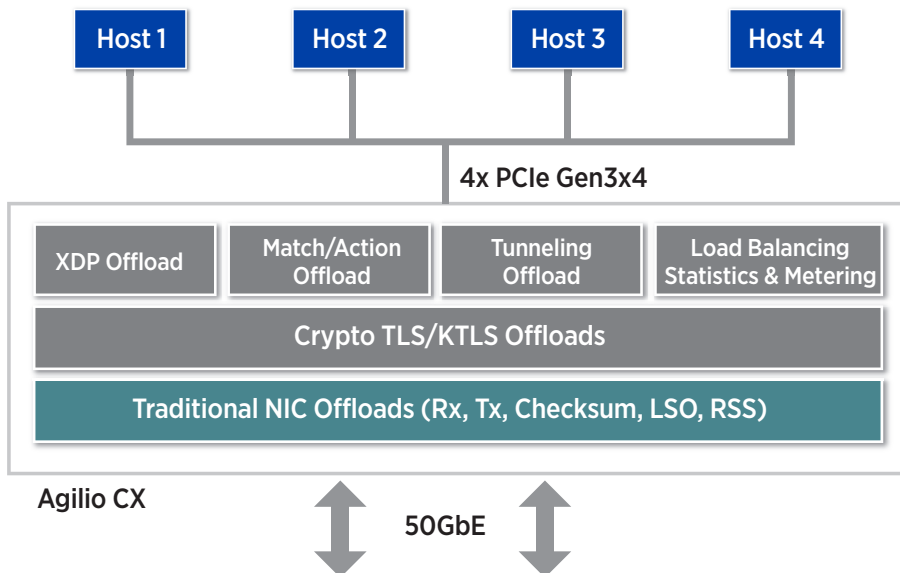 Host 1
Host 2
Host 3
Host 4
4x PCIe Gen3x4
XDP Offload
Match/Action
Offload
Tunneling
Offload
Load Balancing
Statistics & Metering
Crypto TLS/KTLS Offloads
Traditional NIC Offloads (Rx, Tx, Checksum, LSO, RSS)
Agilio CX
50GbE